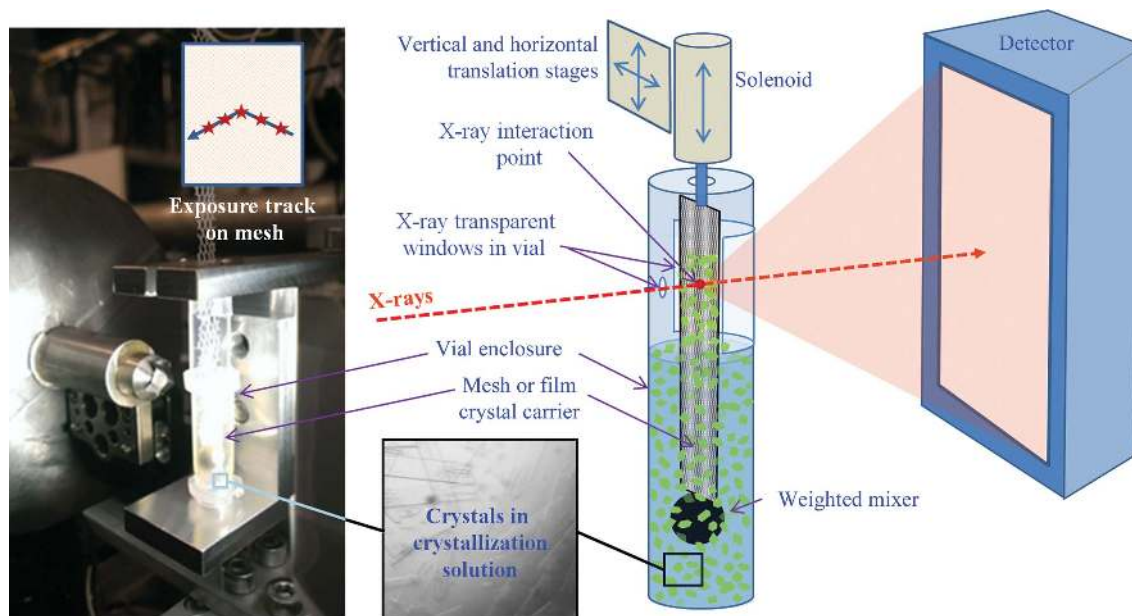 Exposure track
on mesh
Vertical and horizontal
translation stages
Solenoid
Detector
X-ray interaction
point
X-ray transparent
windows in vial
X-rays
Vial enclosure
Mesh or film
crystal carrier
Weighted mixer
Crystals in
crystallization
solution